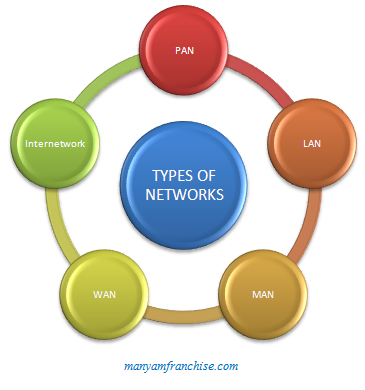 PAN
Internetwork
LAN
TYPES OF
NETWORKS
WAN
MAN
manyamfranchise.com